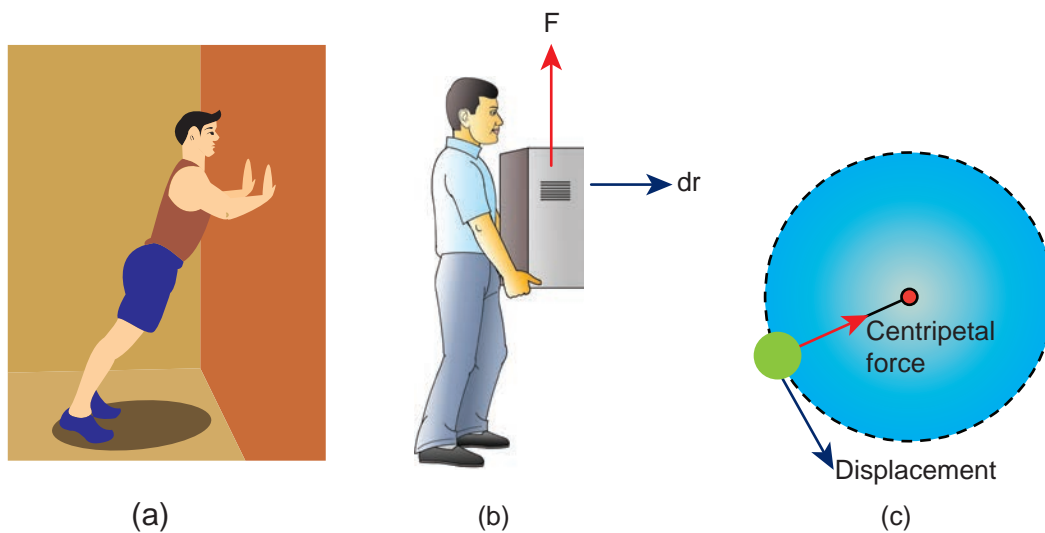 F
dr
Centripetal
force
Displacement
(a)
(b)
(c)